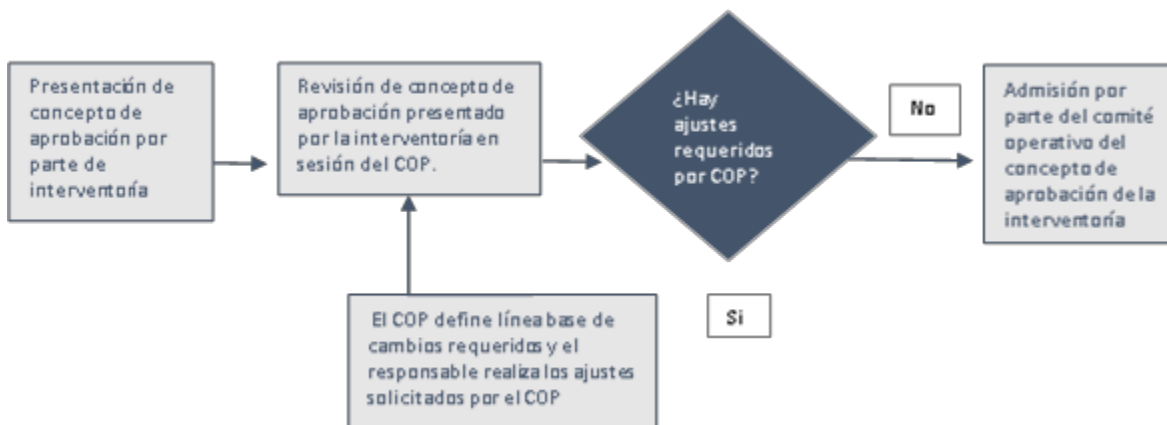 Presentación de
concepto de
aprobación por
parte de
interventoría
Revisión de concepto de
aprobación presentado
por la interventoría en
sesión del COP.
¿Hay
ajustes
requeridos
por COP?
No
Admisión por
parte del comité
operativo del
concepto de
aprobación de la
interventoría
Si
El COP define línea base de
cambios requeridos y el
responsable realiza los ajustes
solicitados por el COP